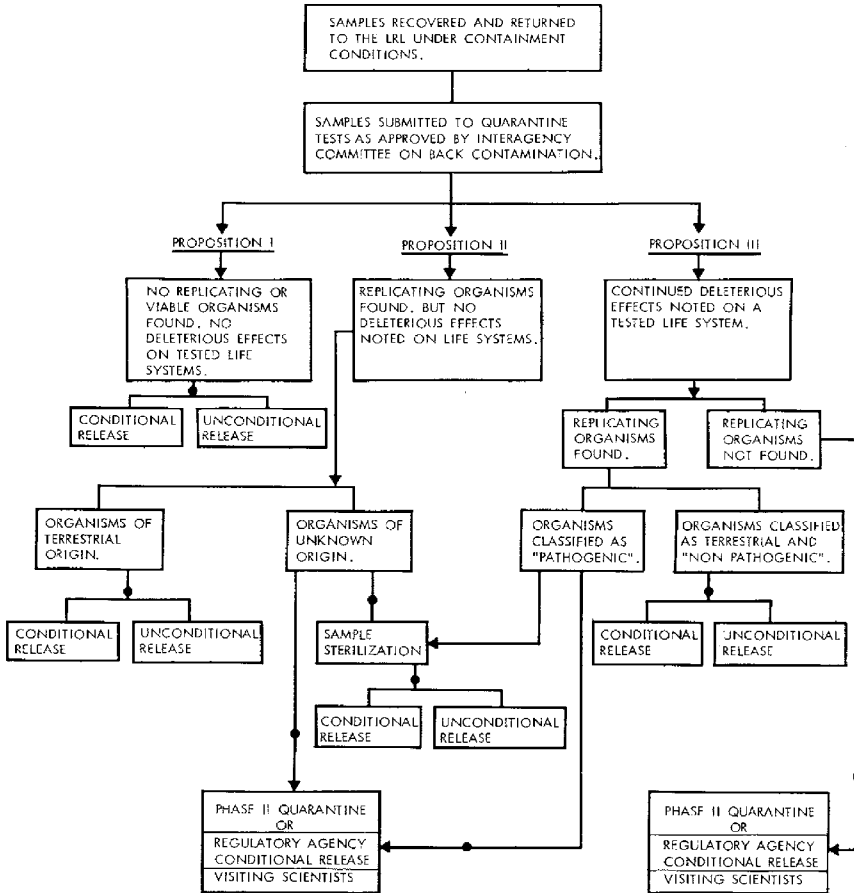 SAMPLES RECOVERED AND RETURNED
TO THE LRL UNDER CONTAINMENT
CONDITIONS.
SAMPLES SUBMITTED TO QUARANTINE
TESTS AS APPROVED BY INTERAGENCY
COMMITTEE ON BACK CONTAMINATION.
PROPOSITION I
PROPOSITION II
PROPOSITION III
NO REPLICATING OR
VIABLE ORGANISMS
FOUND. NO
DELETERIOUS EFFECTS
ON TESTED LIFE
SYSTEMS.
REPLICATING ORGANISMS
FOUND. BUT NO
DELETERIOUS EFFECTS
NOTED ON LIFE SYSTEMS.
CONTINUED DELETERIOUS
EFFECTS NOTED ON A
TESTED LIFE SYSTEM.
CONDITIONAL
RELEASE
UNCONDITIONAL
RELEASE
REPLICATING
ORGANISMS
FOUND.
REPLICATING
ORGANISMS
NOT FOUND.
ORGANISMS OF
TERRESTRIAL
ORIGIN.
ORGANISMS OF
UNKNOWN
ORIGIN.
ORGANISMS
CLASSIFIED AS
"PATHOGENIC".
ORGANISMS CLASSIFIED
AS TERRESTRIAL AND
"NON PATHOGENIC".
CONDITIONAL
RELEASE
UNCONDITIONAL
RELEASE
SAMPLE
STERILIZATION
CONDITIONAL
RELEASE
UNCONDITIONAL
RELEASE
CONDITIONAL
RELEASE
UNCONDITIONAL
RELEASE
PHASE II QUARANTINE
OR
REGULATORY AGENCY
CONDITIONAL RELEASE
VISITING SCIENTISTS
PHASE II QUARANTINE
OR
REGULATORY AGENCY
CONDITIONAL RELEASE
VISITING SCIENTISTS